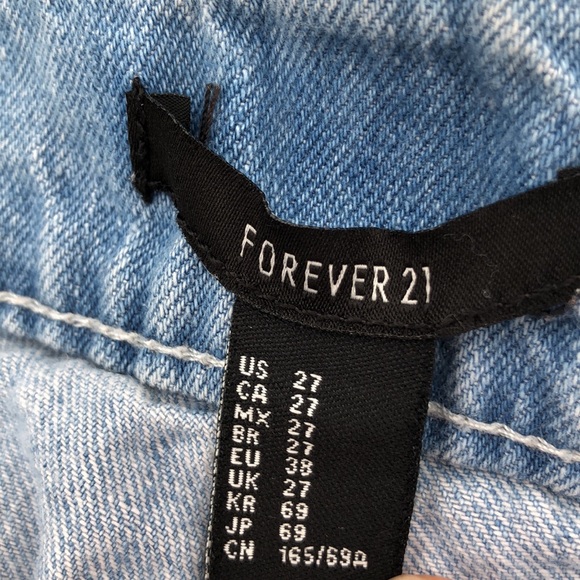 FOREVER 21
US 27
CA 27
MX 27
BR 27
EU 38
UK 27
KR 69
JP 69
CN 165/69A